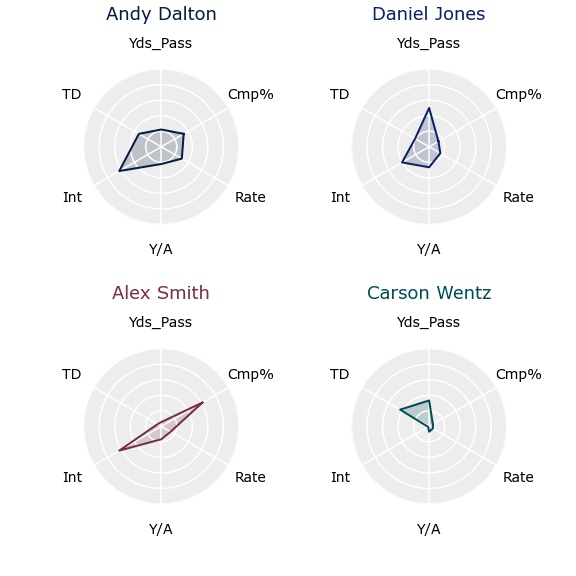 Andy Dalton
Daniel Jones
Yds_Pass
Yds_Pass
TD
Cmp%
TD
Cmp%
Int
Rate
Int
Rate
Y/A
Y/A
Alex Smith
Carson Wentz
Yds_Pass
Yds_Pass
TD
Cmp%
TD
Cmp%
Int
Rate
Int
Rate
Y/A
Y/A